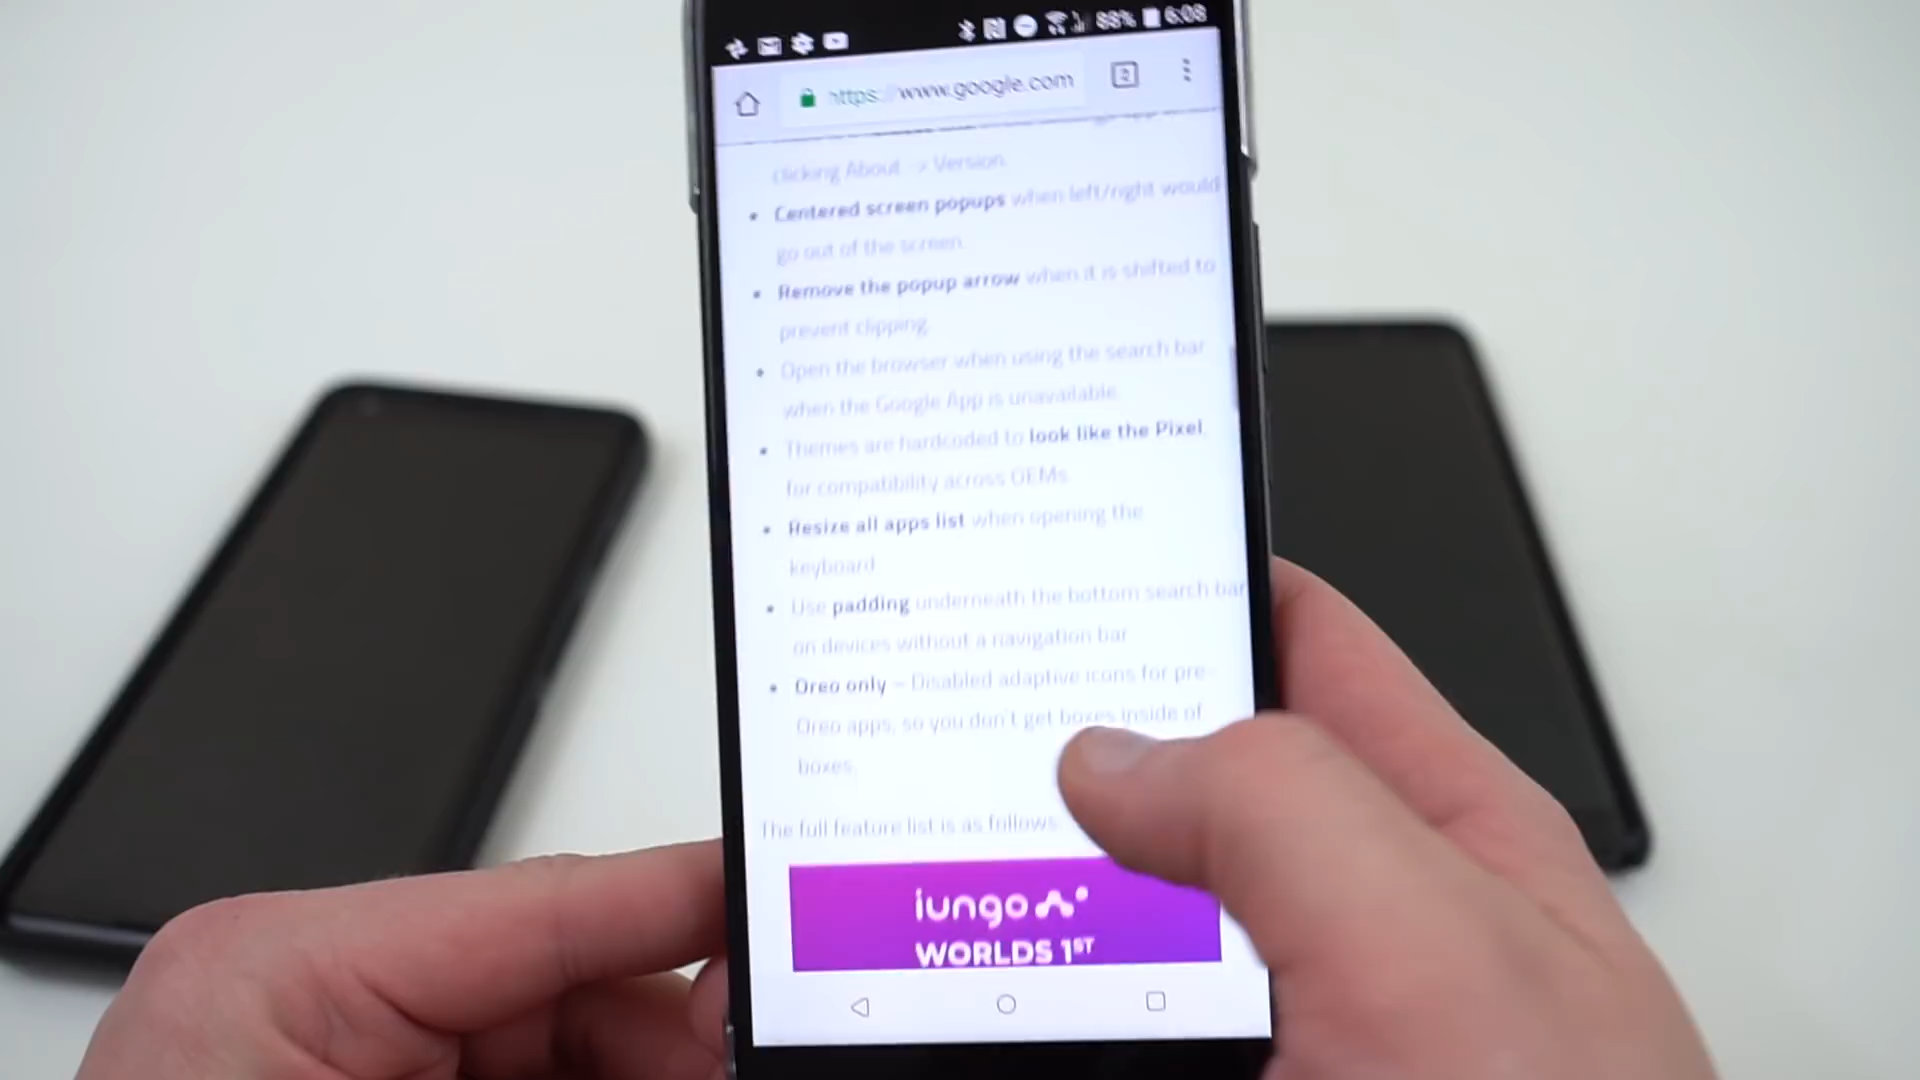 88% 6:08
https://www.google.com 2
clicking About -> Version.
Centered screen popups when left/right would
go out of the screen.
Remove the popup arrow when it is shifted to
prevent clipping.
Open the browser when using the search bar
when the Google App is unavailable.
Themes are hardcoded to look like the Pixel,
for compatibility across OEMs.
Resize all apps list when opening the
keyboard.
Use padding underneath the bottom search bar
on devices without a navigation bar
Oreo only – Disabled adaptive icons for pre-
Oreo apps, so you don't get boxes inside of
boxes.
The full feature list is as follows:
iungo
WORLDS 1ST